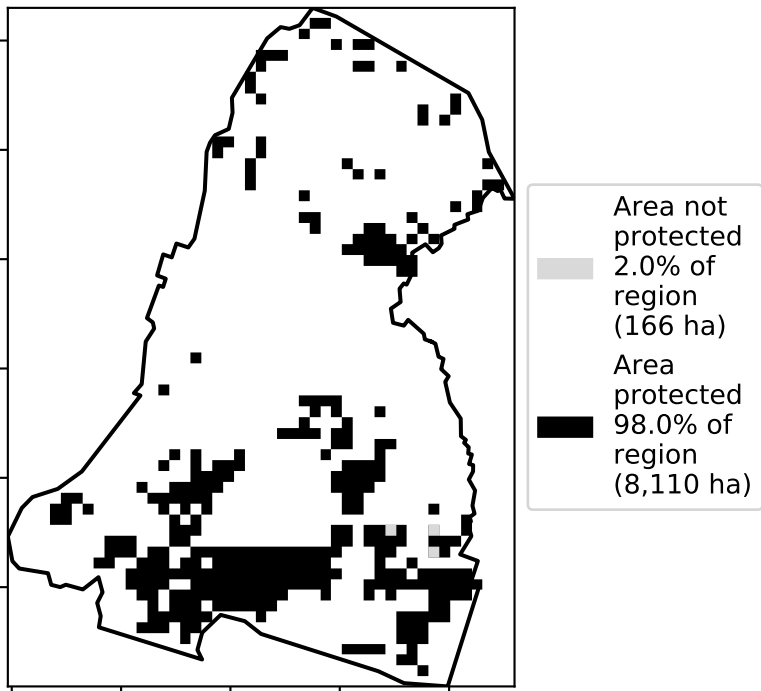 Area not
protected
2.0% of
region
(166 ha)
Area
protected
98.0% of
region
(8,110 ha)